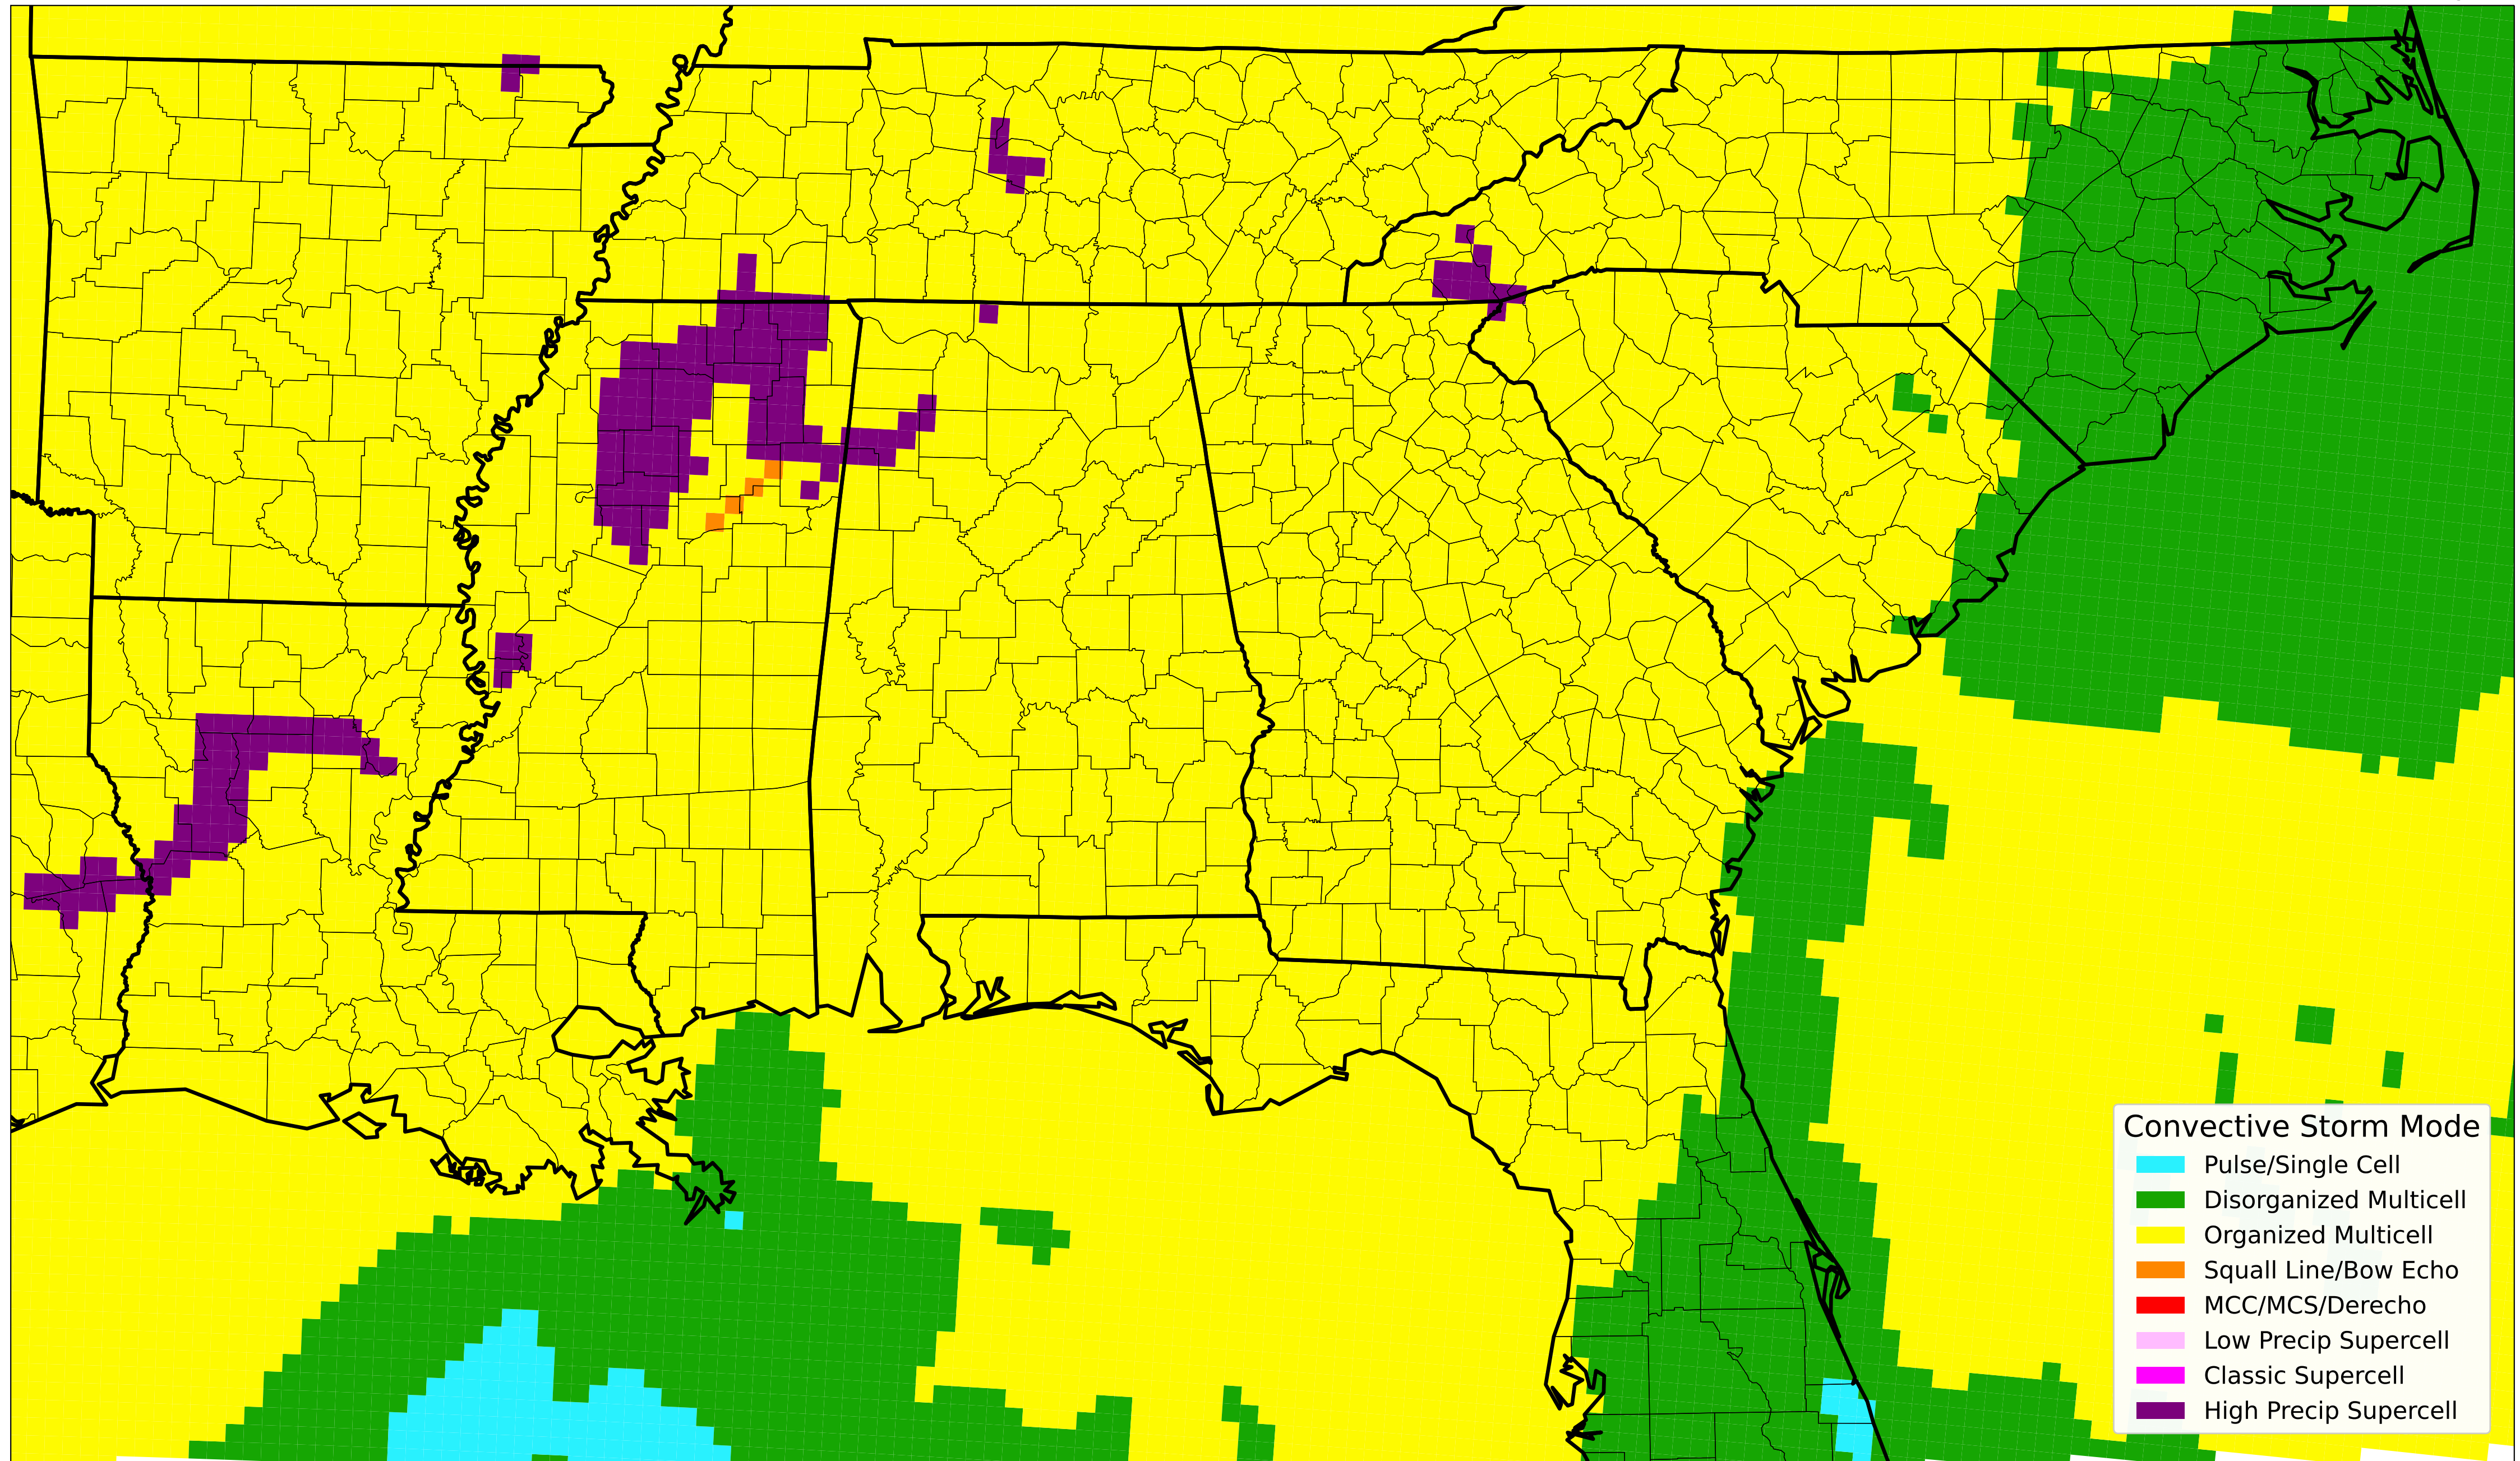 Convective Storm Mode
Pulse/Single Cell
Disorganized Multicell
Organized Multicell
Squall Line/Bow Echo
MCC/MCS/Derecho
Low Precip Supercell
Classic Supercell
High Precip Supercell